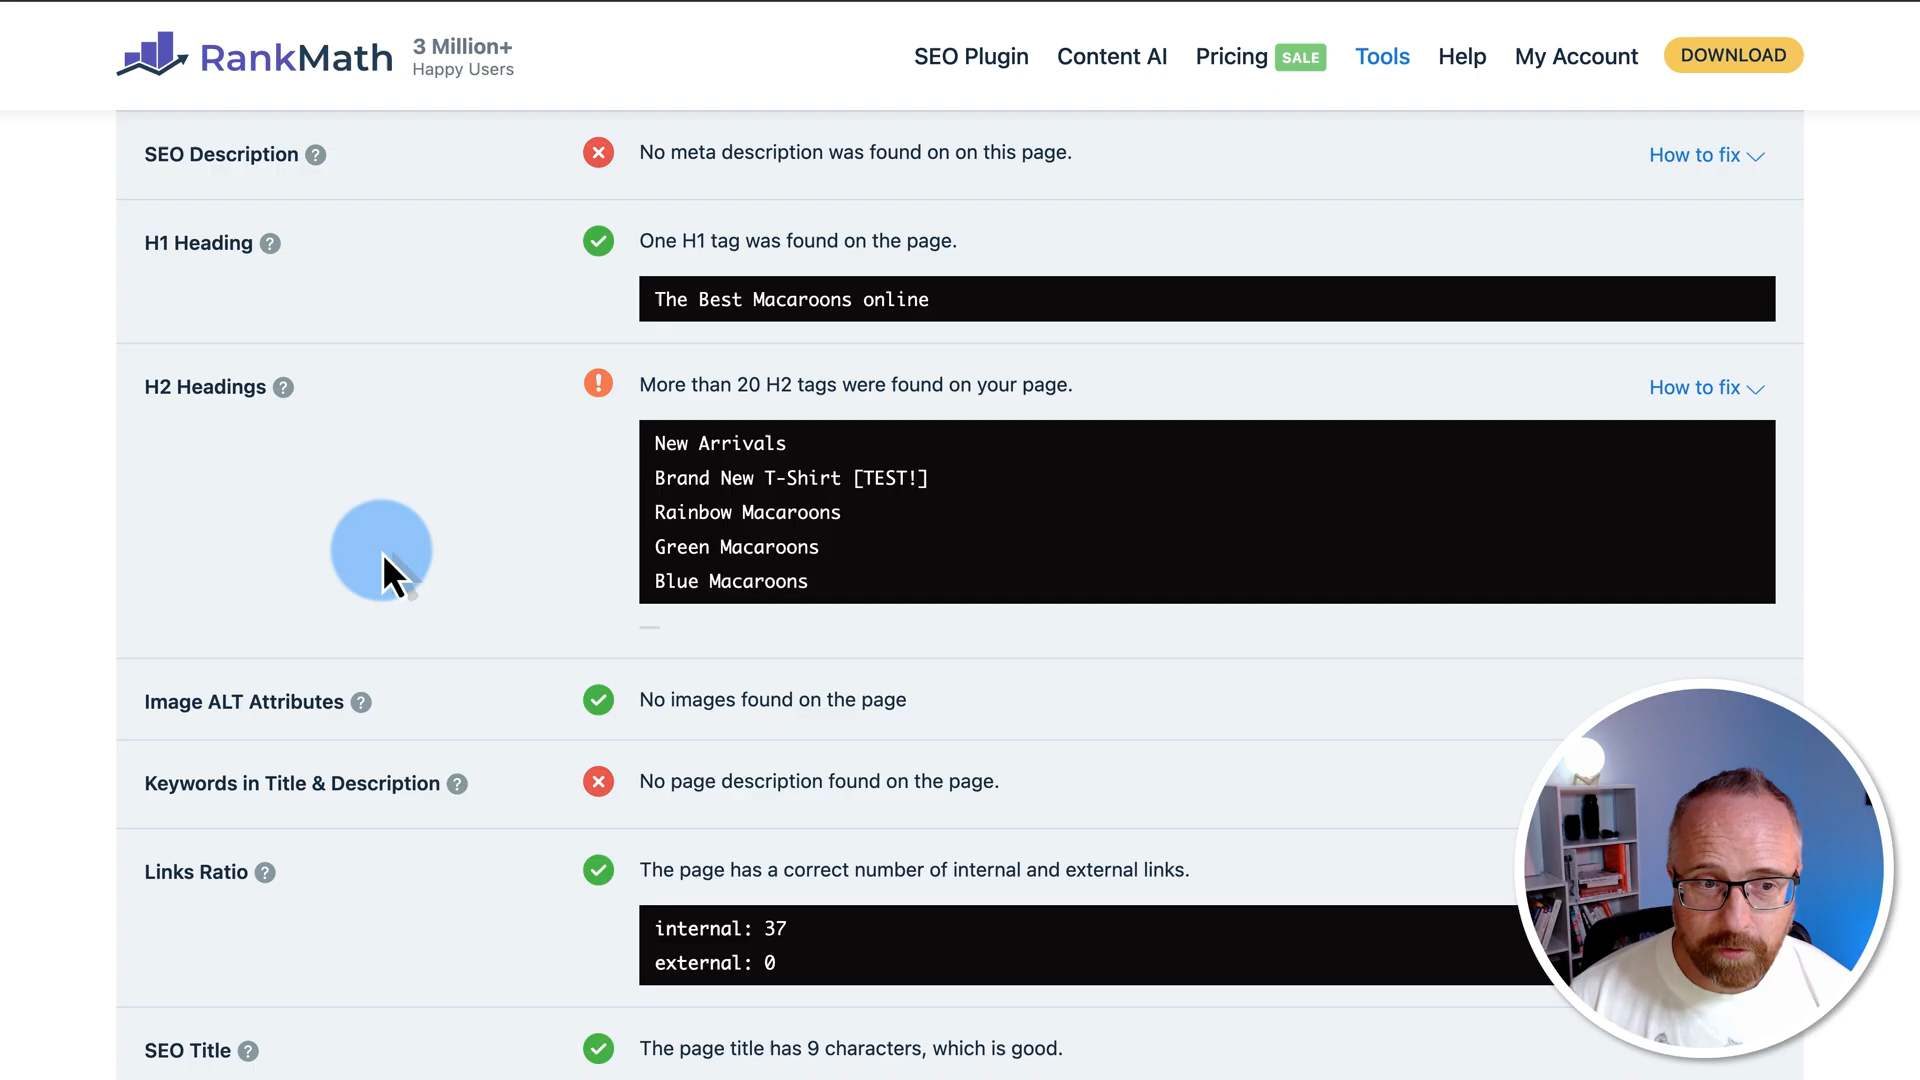 RankMath
3 Million+
Happy Users
SEO Plugin
Content AI
Pricing SALE
Tools
Help
My Account
DOWNLOAD
SEO Description ?
No meta description was found on on this page.
How to fix
H1 Heading ?
One H1 tag was found on the page.
The Best Macaroons online
H2 Headings ?
!
More than 20 H2 tags were found on your page.
How to fix
New Arrivals
Brand New T-Shirt [TEST!]
Rainbow Macaroons
Green Macaroons
Blue Macaroons
Image ALT Attributes ?
No images found on the page
Keywords in Title & Description ?
No page description found on the page.
Links Ratio ?
The page has a correct number of internal and external links.
internal: 37
external: 0
SEO Title ?
The page title has 9 characters, which is good.